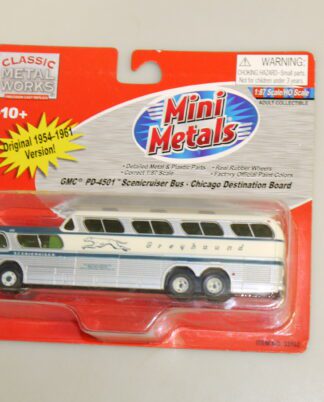 CLASSIC
METAL
WORKS
10+
Original 1954-1961
Version!
WARNING:
CHOKING HAZARD-Small parts.
Not for children under 3 years.
1:87 Scale/HO Scale
ADULT COLLECTIBLE
Mini
Metals
• Detailed Metal & Plastic Parts • Real Rubber Wheels
• Correct 1:87 Scale • Factory Official Paint Colors
GMC® PD-4501 "Scenicruiser Bus - Chicago Destination Board
Greyhound
SCENICRUISER